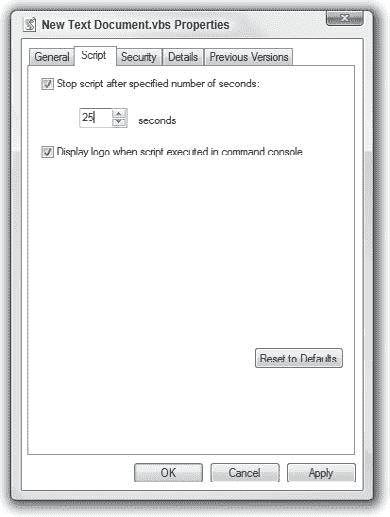 New Text Document.vbs Properties
General Script Security Details Previous Versions
Stop script after specified number of seconds:
25 seconds
Display logo when script executed in command console
Reset to Defaults
OK Cancel Apply